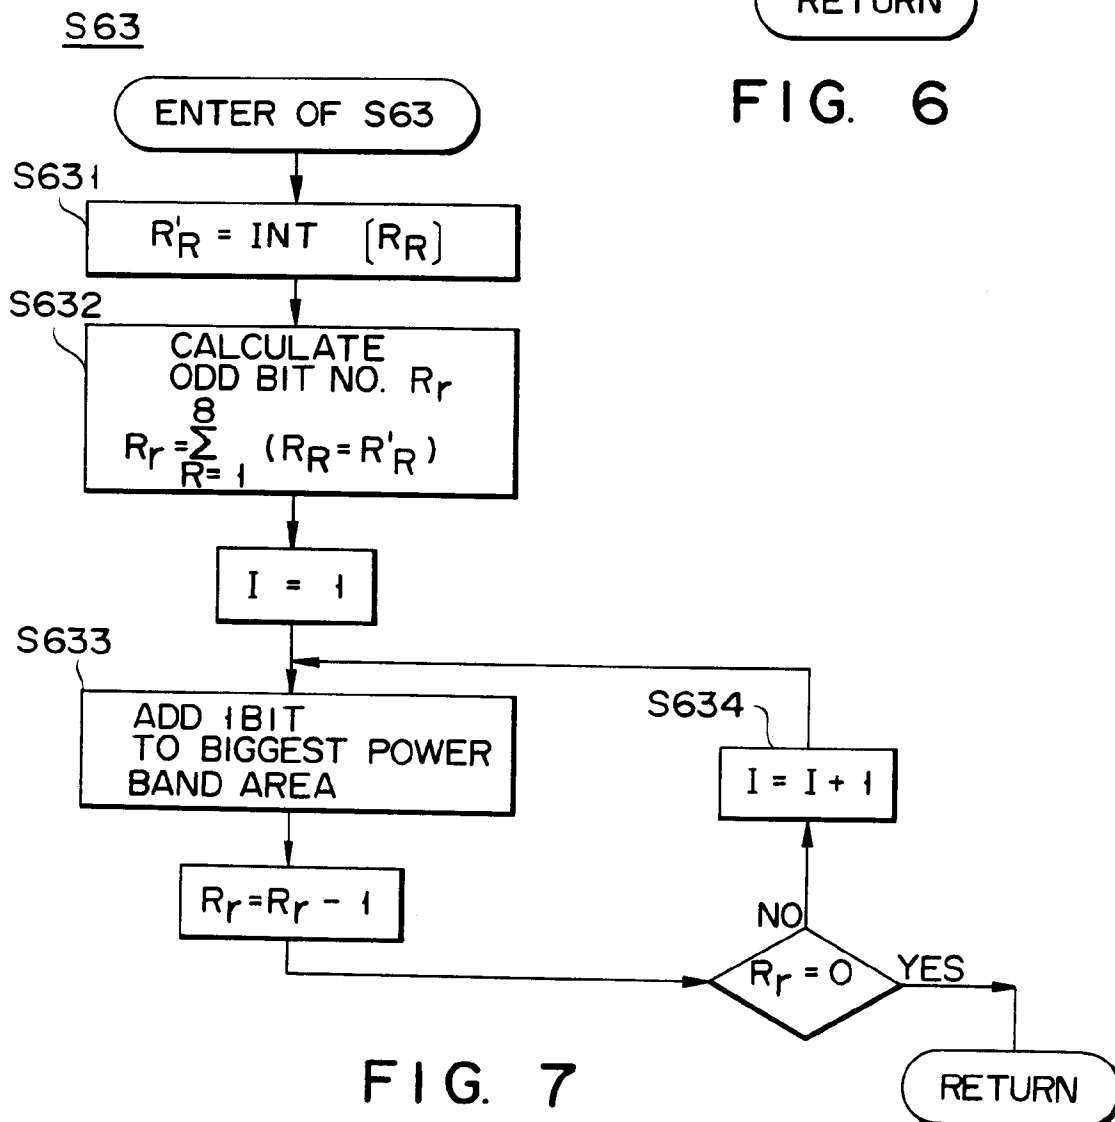 S63
RETURN
FIG. 6
ENTER OF S63
S631
R'R = INT [RR]
S632
CALCULATE
ODD BIT NO. Rr
8
Rr = Σ (RR = R'R)
R=1
I = 1
S633
ADD 1BIT
TO BIGGEST POWER
BAND AREA
S634
I = I + 1
Rr = Rr - 1
NO
Rr = 0
YES
RETURN
FIG. 7